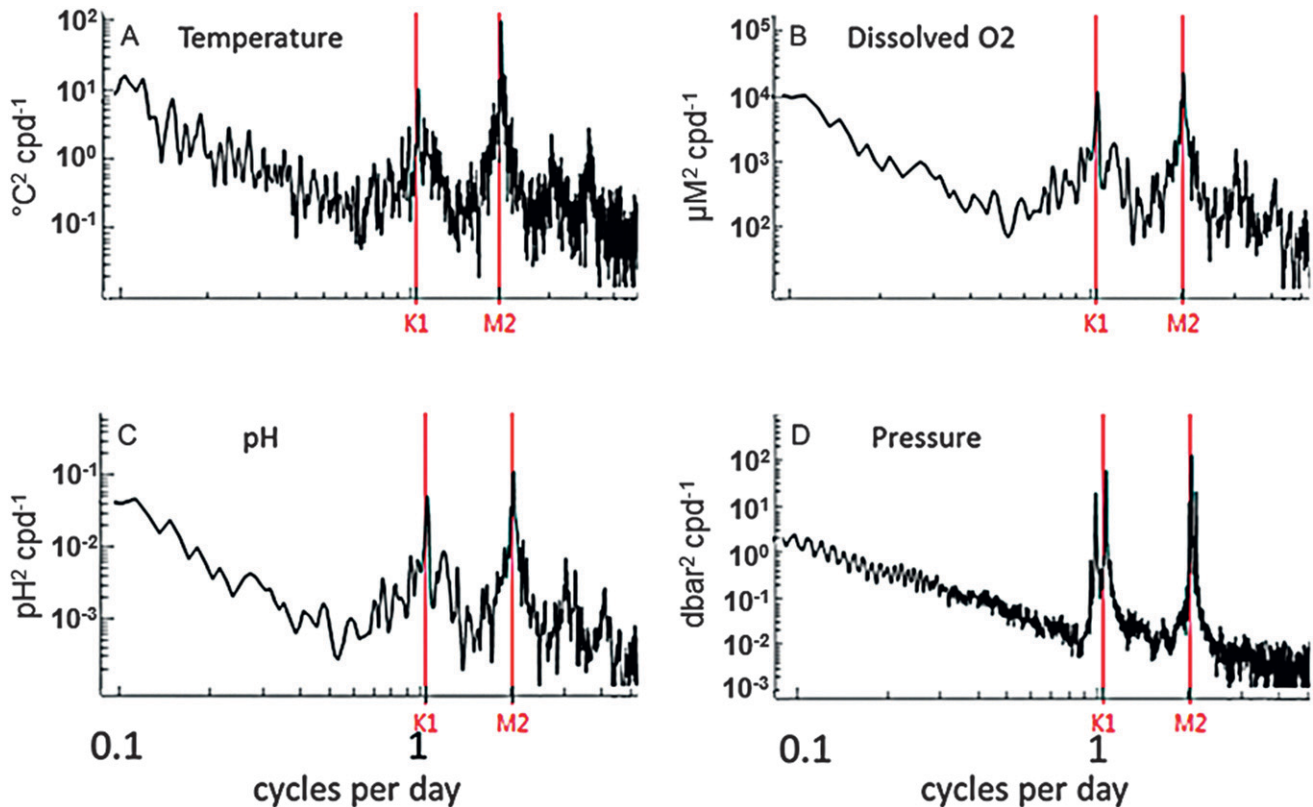 A Temperature
10²
10¹
10⁰
10⁻¹
°C² cpd⁻¹
K1 M2
B Dissolved O2
10⁵
10⁴
10³
10²
µM² cpd⁻¹
K1 M2
C pH
10⁻¹
10⁻²
10⁻³
pH² cpd⁻¹
K1 M2
0.1 1
cycles per day
D Pressure
10²
10¹
10⁰
10⁻¹
10⁻²
10⁻³
dbar² cpd⁻¹
K1 M2
0.1 1
cycles per day